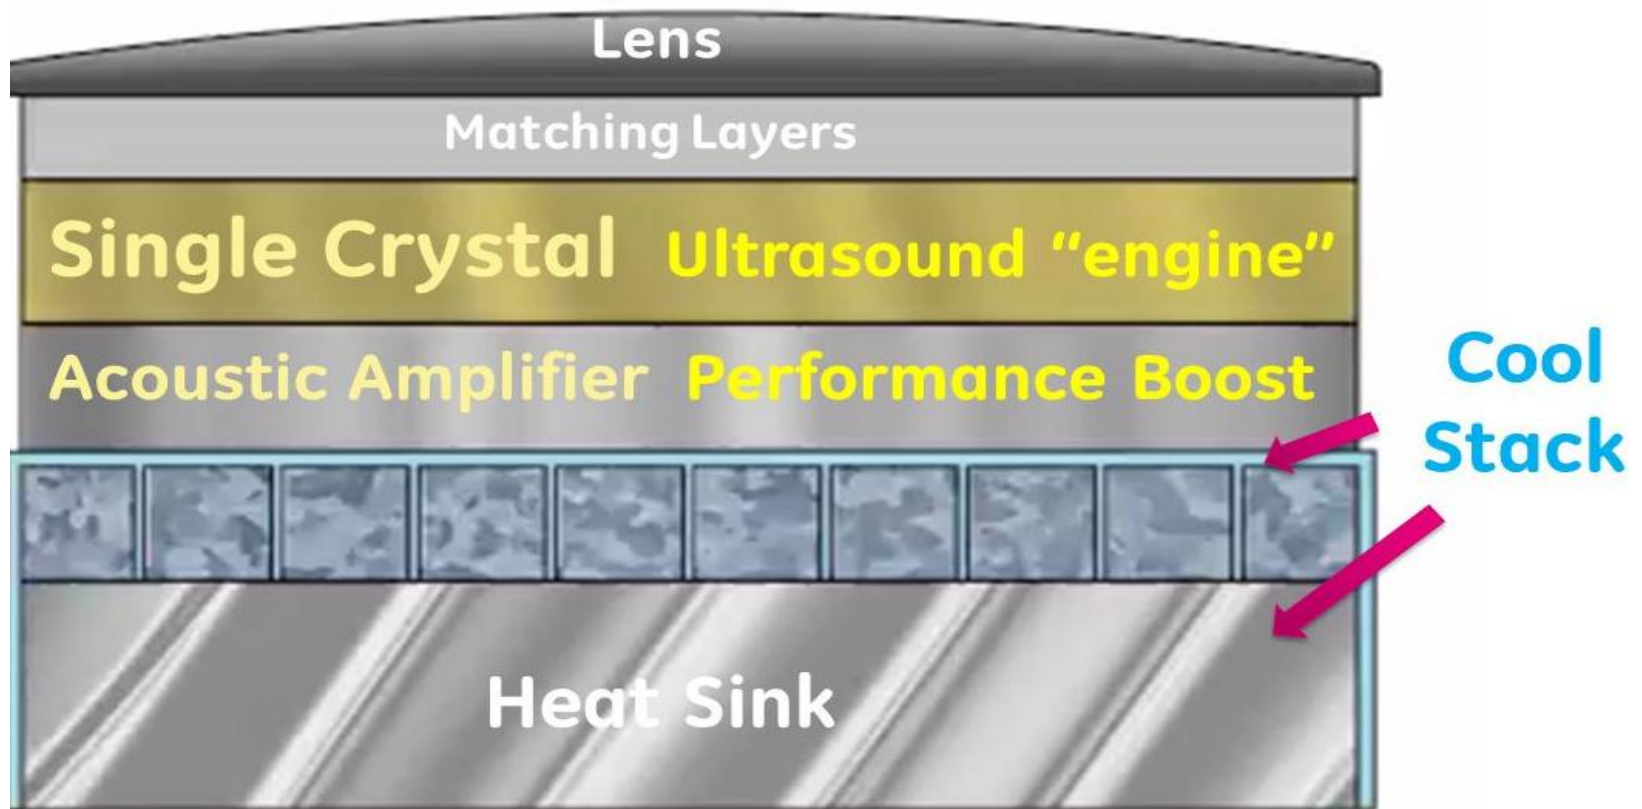 Lens
Matching Layers
Single Crystal Ultrasound “engine”
Acoustic Amplifier Performance Boost
Cool
Stack
Heat Sink